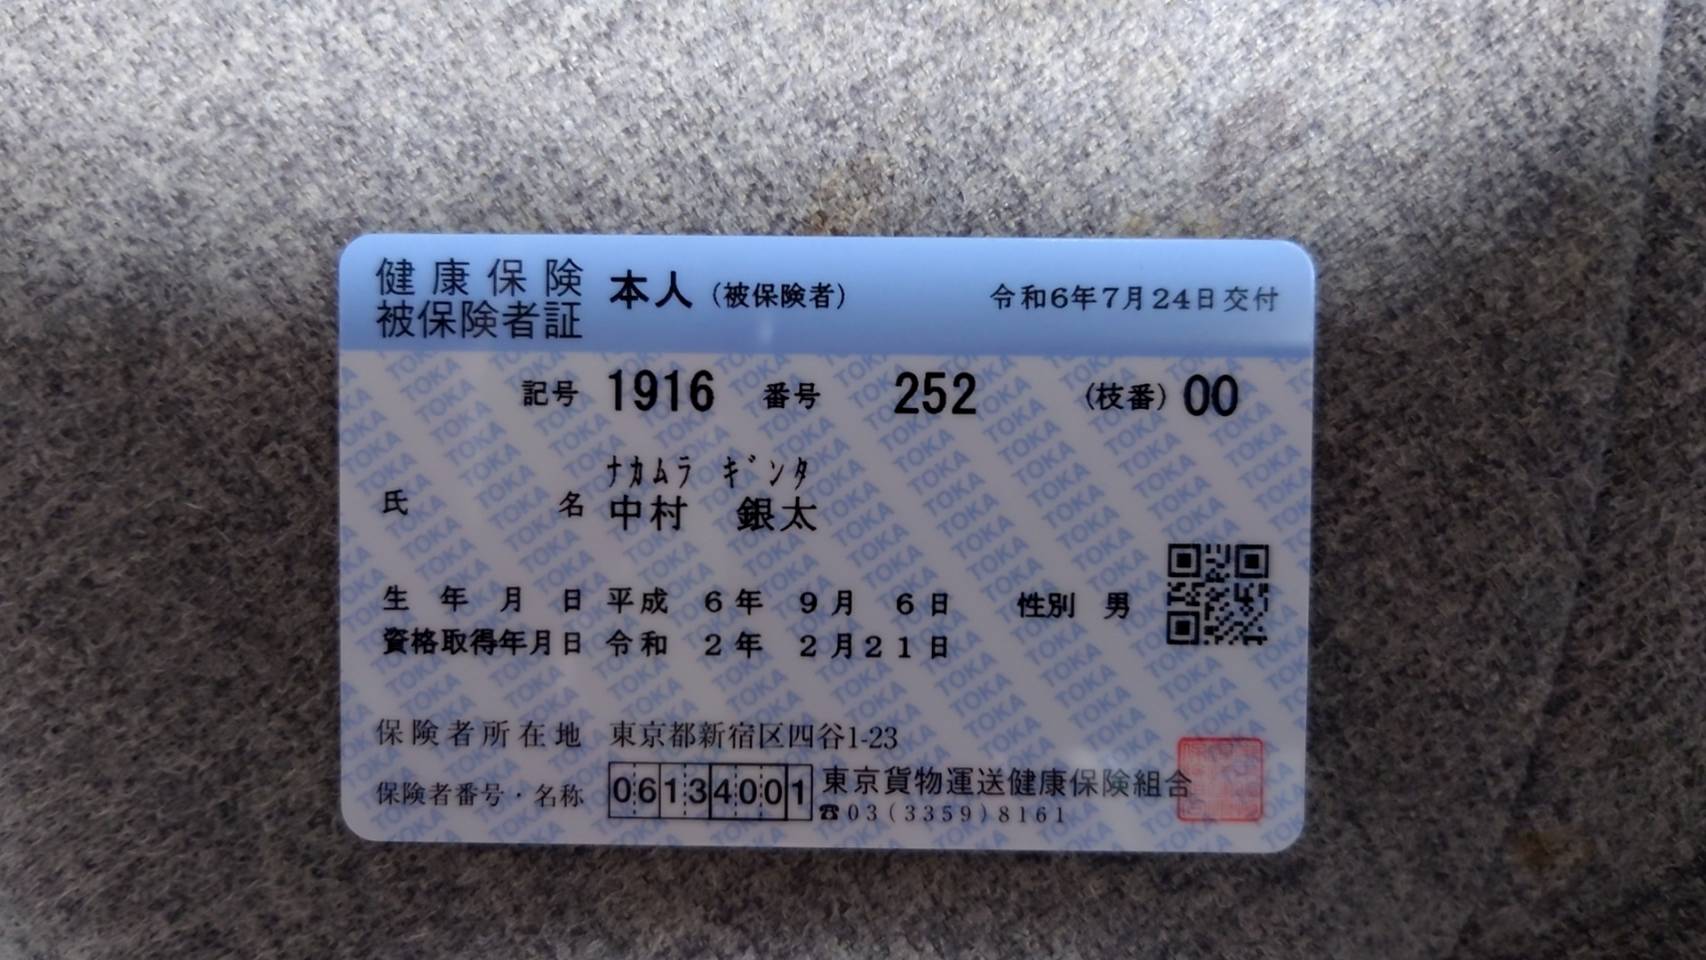 健康保険
被保険者証
本人（被保険者）
令和6年7月24日交付
記号 1916 番号 252 （枝番）00
ﾅｶﾑﾗ ｷﾞﾝﾀ
氏名 中村 銀太
生年月日 平成 6年 9月 6日 性別 男
資格取得年月日 令和 2年 2月21日
保険者所在地 東京都新宿区四谷1-23
保険者番号・名称 06134001 東京貨物運送健康保険組合
☎03(3359)8161
TOKA